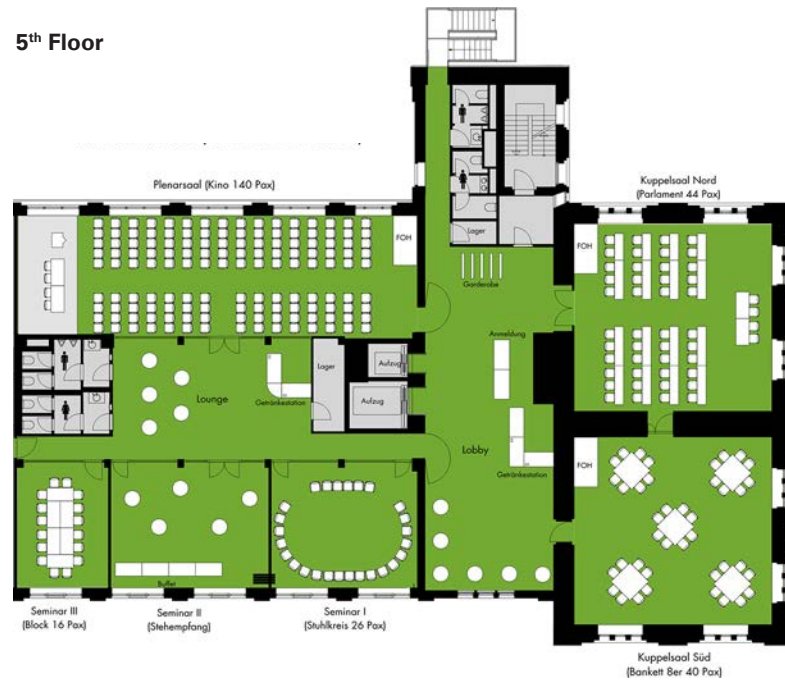 5th Floor
Plenarsaal (Kino 140 Pax)
Kuppelsaal Nord
(Parlament 44 Pax)
Lager
FOH
FOH
Garderobe
Anmeldung
Lager
Aufzug
Aufzug
Lounge
Getränkestation
Lobby
Getränkestation
FOH
Buffet
Seminar III
(Block 16 Pax)
Seminar II
(Stehempfang)
Seminar I
(Stuhlkreis 26 Pax)
Kuppelsaal Süd
(Bankett 8er 40 Pax)